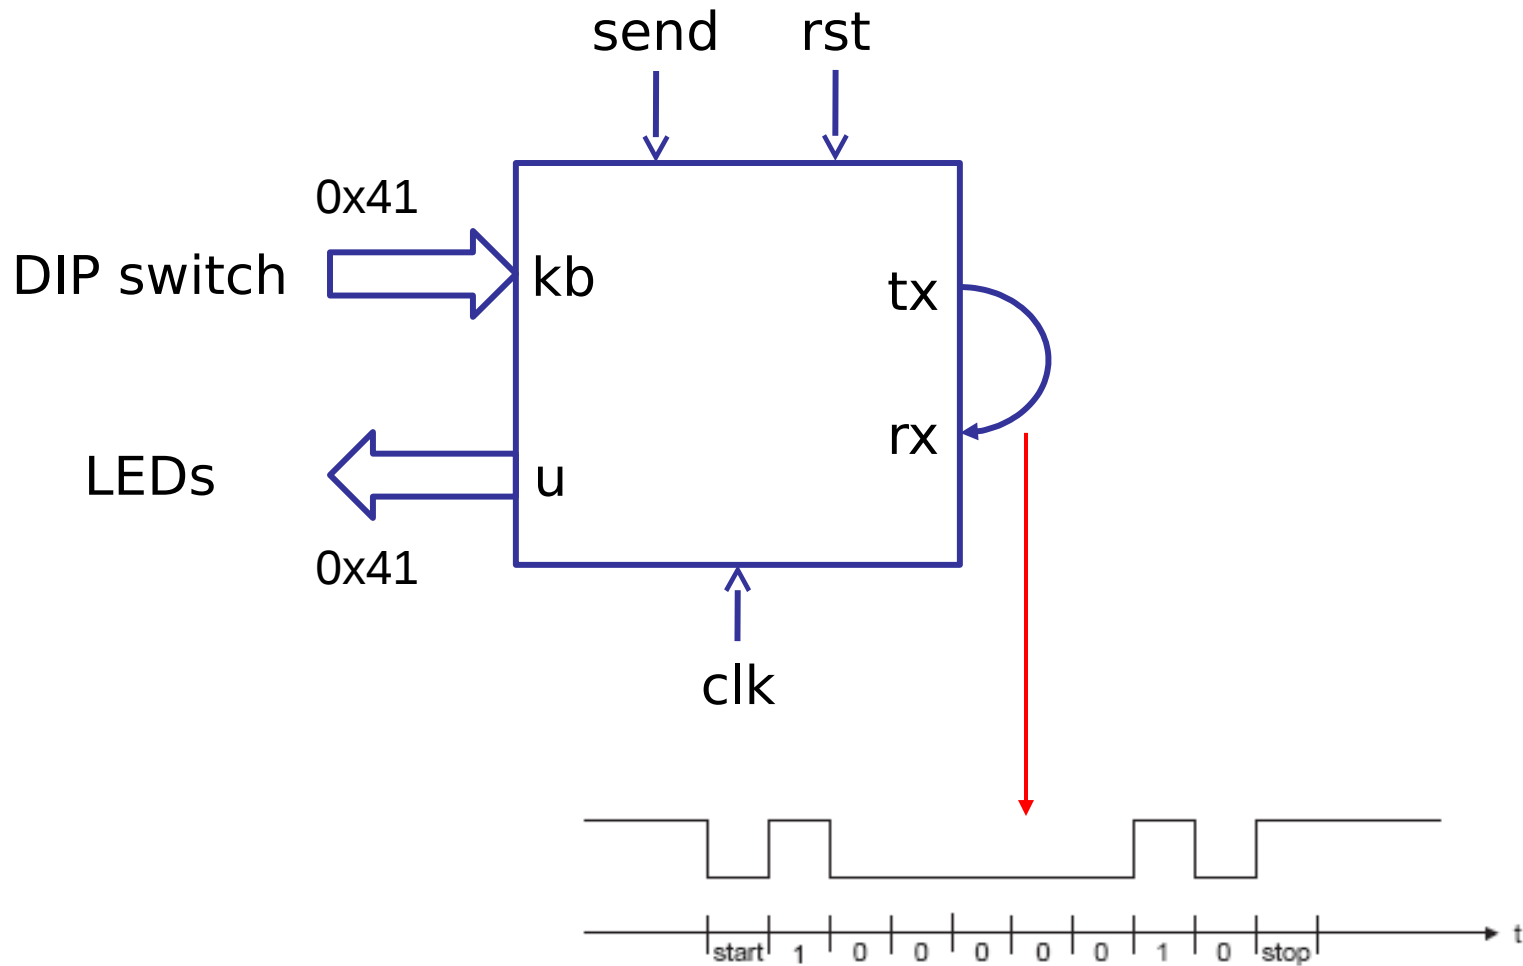 send rst
0x41
DIP switch kb tx
rx
LEDs u
0x41
clk
start 1 0 0 0 0 0 1 0 stop t